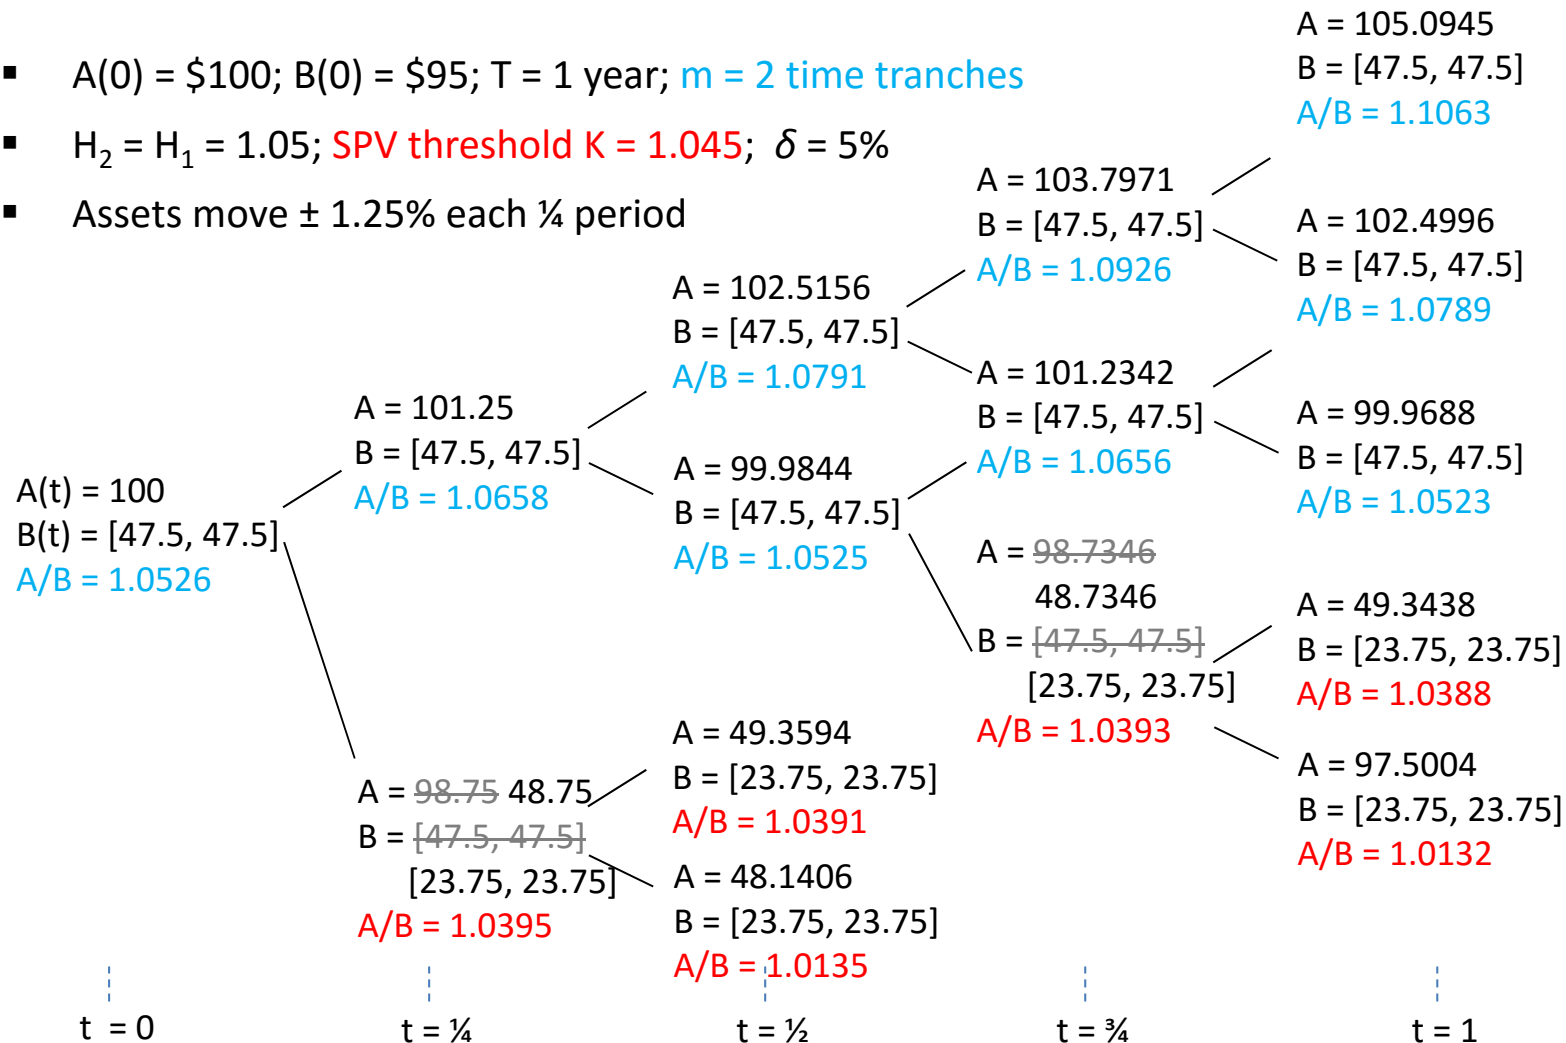 ▪ A(0) = $100; B(0) = $95; T = 1 year; m = 2 time tranches
▪ H₂ = H₁ = 1.05; SPV threshold K = 1.045; δ = 5%
▪ Assets move ± 1.25% each ¼ period
A(t) = 100
B(t) = [47.5, 47.5]
A/B = 1.0526
A = 101.25
B = [47.5, 47.5]
A/B = 1.0658
A = 98.75 48.75
B = [47.5, 47.5]
[23.75, 23.75]
A/B = 1.0395
A = 102.5156
B = [47.5, 47.5]
A/B = 1.0791
A = 99.9844
B = [47.5, 47.5]
A/B = 1.0525
A = 49.3594
B = [23.75, 23.75]
A/B = 1.0391
A = 48.1406
B = [23.75, 23.75]
A/B = 1.0135
A = 103.7971
B = [47.5, 47.5]
A/B = 1.0926
A = 101.2342
B = [47.5, 47.5]
A/B = 1.0656
A = 98.7346
48.7346
B = [47.5, 47.5]
[23.75, 23.75]
A/B = 1.0393
A = 105.0945
B = [47.5, 47.5]
A/B = 1.1063
A = 102.4996
B = [47.5, 47.5]
A/B = 1.0789
A = 99.9688
B = [47.5, 47.5]
A/B = 1.0523
A = 49.3438
B = [23.75, 23.75]
A/B = 1.0388
A = 97.5004
B = [23.75, 23.75]
A/B = 1.0132
t = 0
t = ¼
t = ½
t = ¾
t = 1